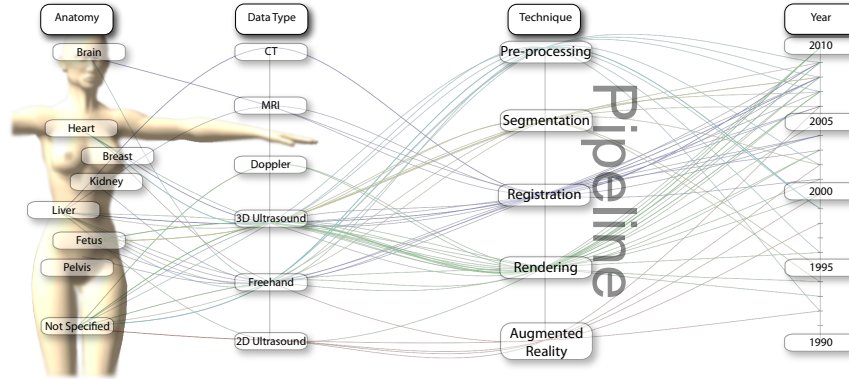 Anatomy
Data Type
Technique
Year
Brain
CT
Pre-processing
2010
MRI
Heart
Segmentation
2005
Breast
Doppler
Kidney
Registration
2000
Liver
3D Ultrasound
Fetus
Pelvis
Freehand
Rendering
1995
Not Specified
2D Ultrasound
Augmented
Reality
1990
Pipeline